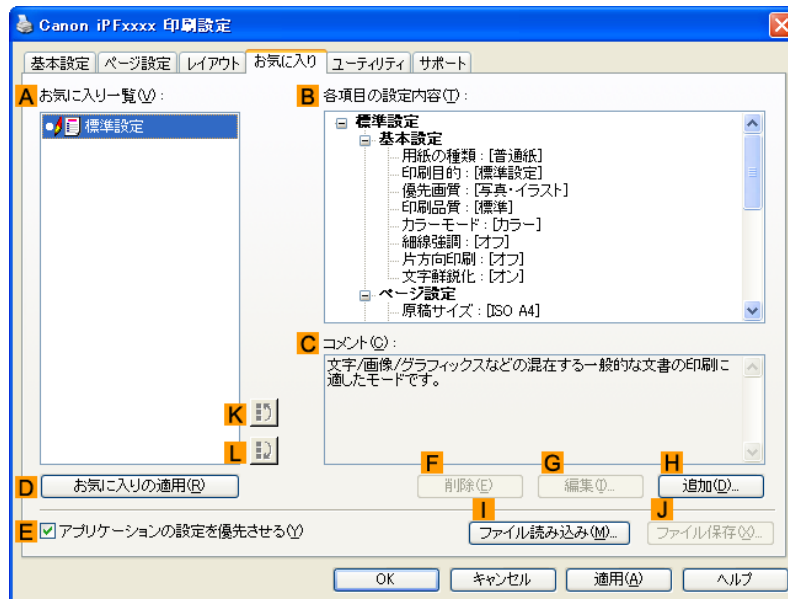 Canon iPFxxxx 印刷設定
基本設定 ページ設定 レイアウト お気に入り ユーティリティ サポート
A お気に入り一覧(V):
標準設定
B 各項目の設定内容(T):
標準設定
基本設定
用紙の種類:[普通紙]
印刷目的:[標準設定]
優先画質:[写真・イラスト]
印刷品質:[標準]
カラーモード:[カラー]
細線強調:[オフ]
片方向印刷:[オフ]
文字鮮鋭化:[オン]
ページ設定
原稿サイズ:[ISO A4]
C コメント(C):
文字/画像/グラフィックスなどの混在する一般的な文書の印刷に
適したモードです。
K
L
D お気に入りの適用(R)
F 削除(E)
G 編集(I)...
H 追加(D)...
E アプリケーションの設定を優先させる(Y)
I ファイル読み込み(M)...
J ファイル保存(X)...
OK キャンセル 適用(A) ヘルプ